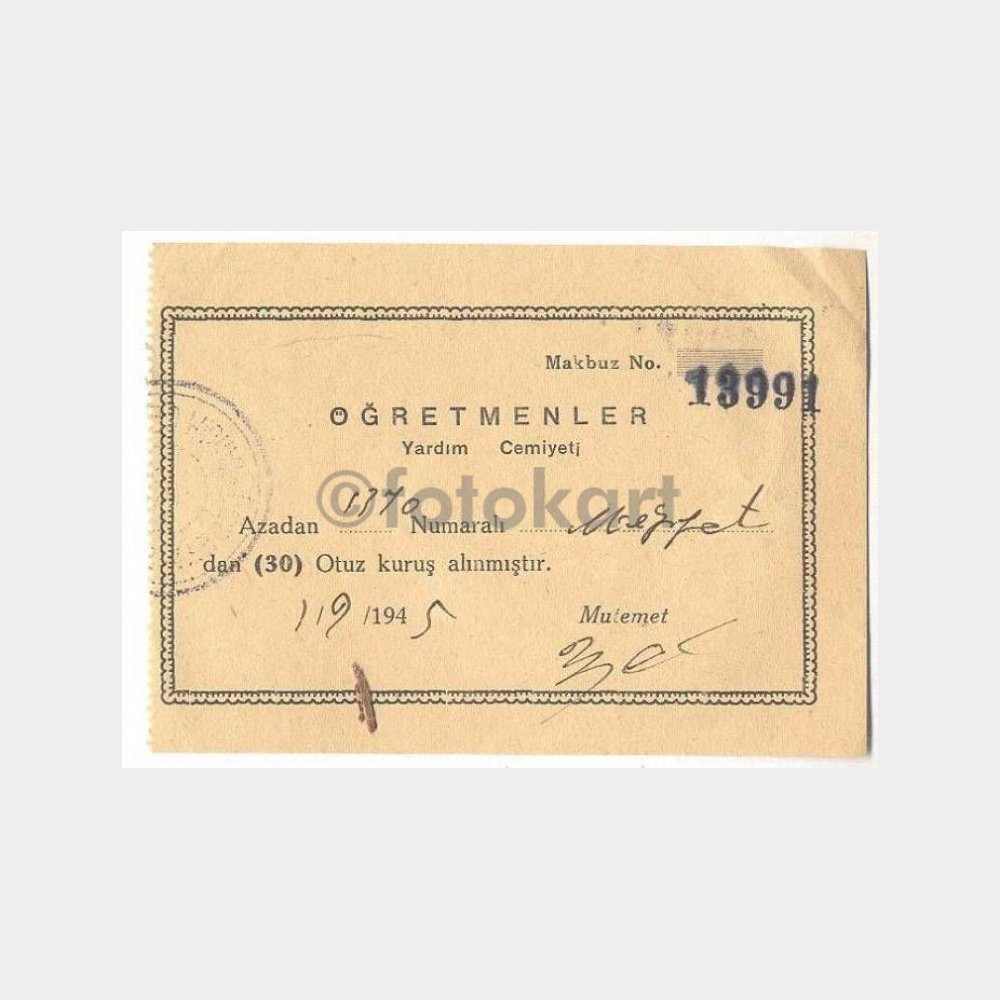 Makbuz No.
13991
ÖĞRETMENLER
Yardım Cemiyeti
©fotokart
Azadan 1370 Numaralı
dan (30) Otuz kuruş alınmıştır.
1/9/1945 Mutemet